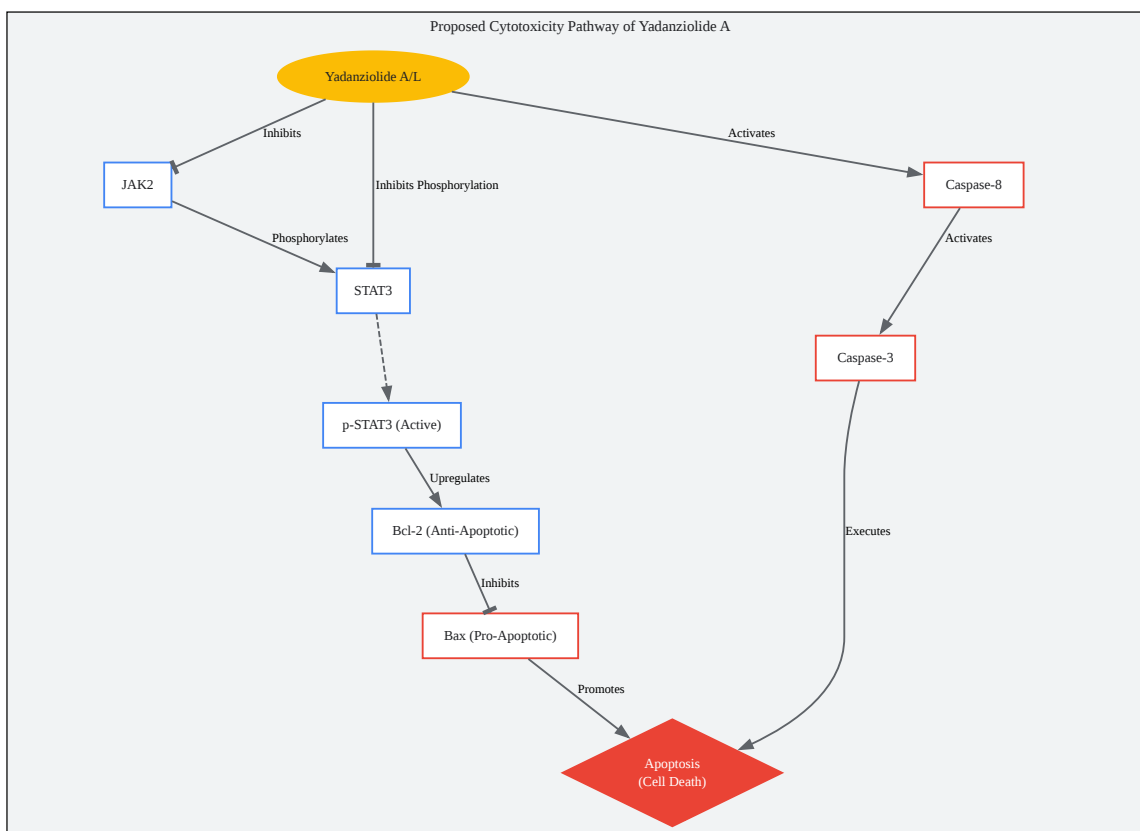 Proposed Cytotoxicity Pathway of Yadanziolide A
Yadanziolide A/L
Inhibits
Activates
JAK2
Inhibits Phosphorylation
Caspase-8
Phosphorylates
Activates
STAT3
Caspase-3
p-STAT3 (Active)
Upregulates
Bcl-2 (Anti-Apoptotic)
Executes
Inhibits
Bax (Pro-Apoptotic)
Promotes
Apoptosis
(Cell Death)